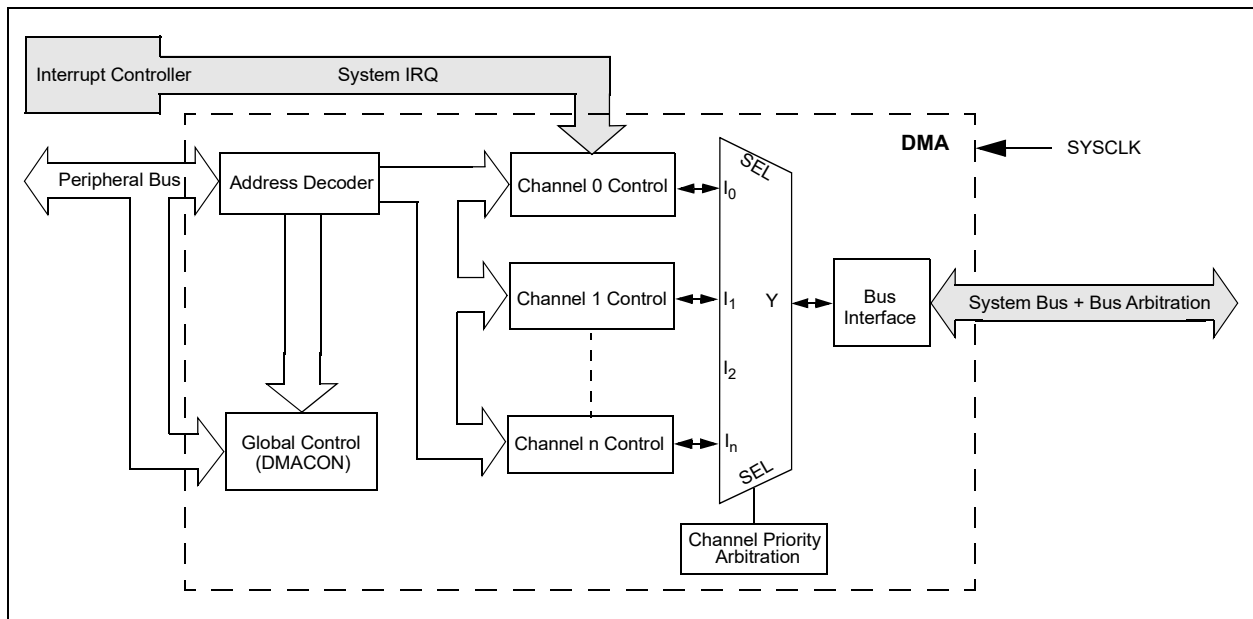 Interrupt Controller
System IRQ
DMA
SYSCLK
Peripheral Bus
Address Decoder
Channel 0 Control
SEL
I0
Channel 1 Control
I1
Y
Bus
Interface
System Bus + Bus Arbitration
I2
Global Control
(DMACON)
Channel n Control
In
SEL
Channel Priority
Arbitration